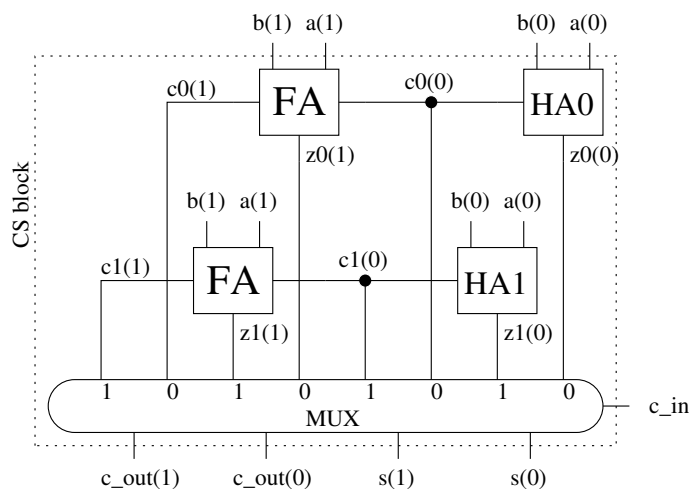 b(1) a(1) b(0) a(0)
c0(1) FA c0(0) HA0
z0(1) z0(0)
b(1) a(1) b(0) a(0)
CS block
c1(1) FA c1(0) HA1
z1(1) z1(0)
1 0 1 0 1 0 1 0
MUX c_in
c_out(1) c_out(0) s(1) s(0)